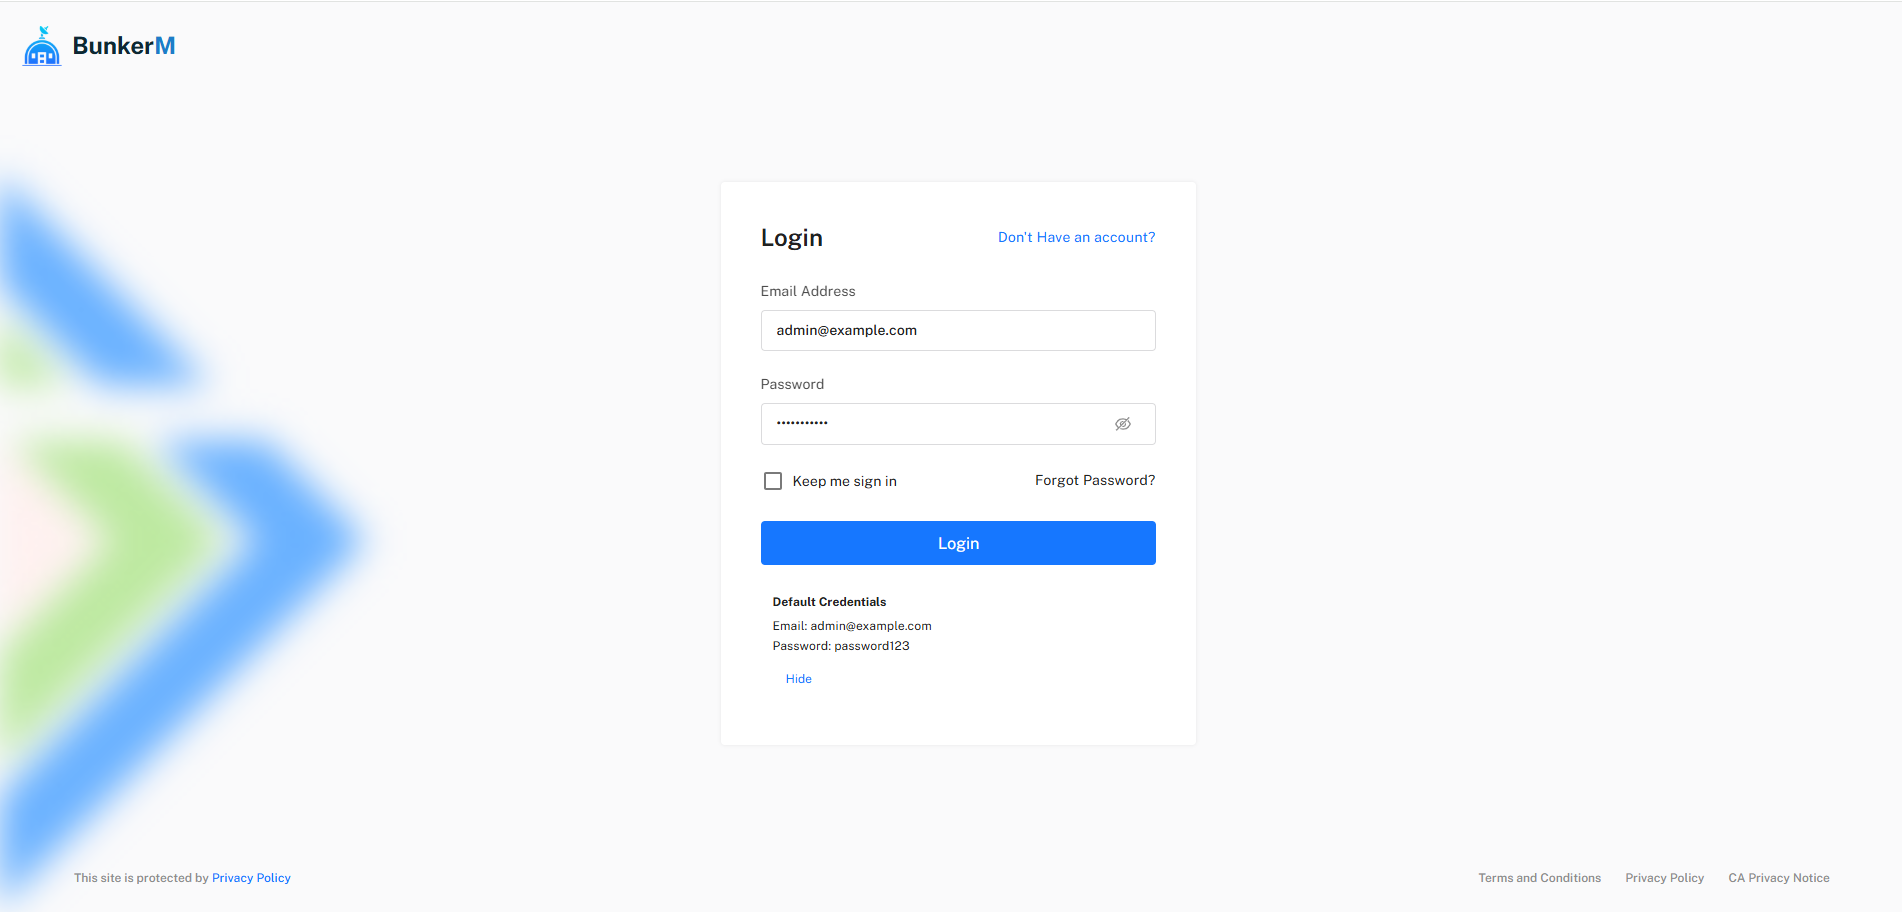 BunkerM
Login
Don't Have an account?
Email Address
admin@example.com
Password
•••••••••••
Keep me sign in
Forgot Password?
Login
Default Credentials
Email: admin@example.com
Password: password123
Hide
This site is protected by Privacy Policy
Terms and Conditions
Privacy Policy
CA Privacy Notice